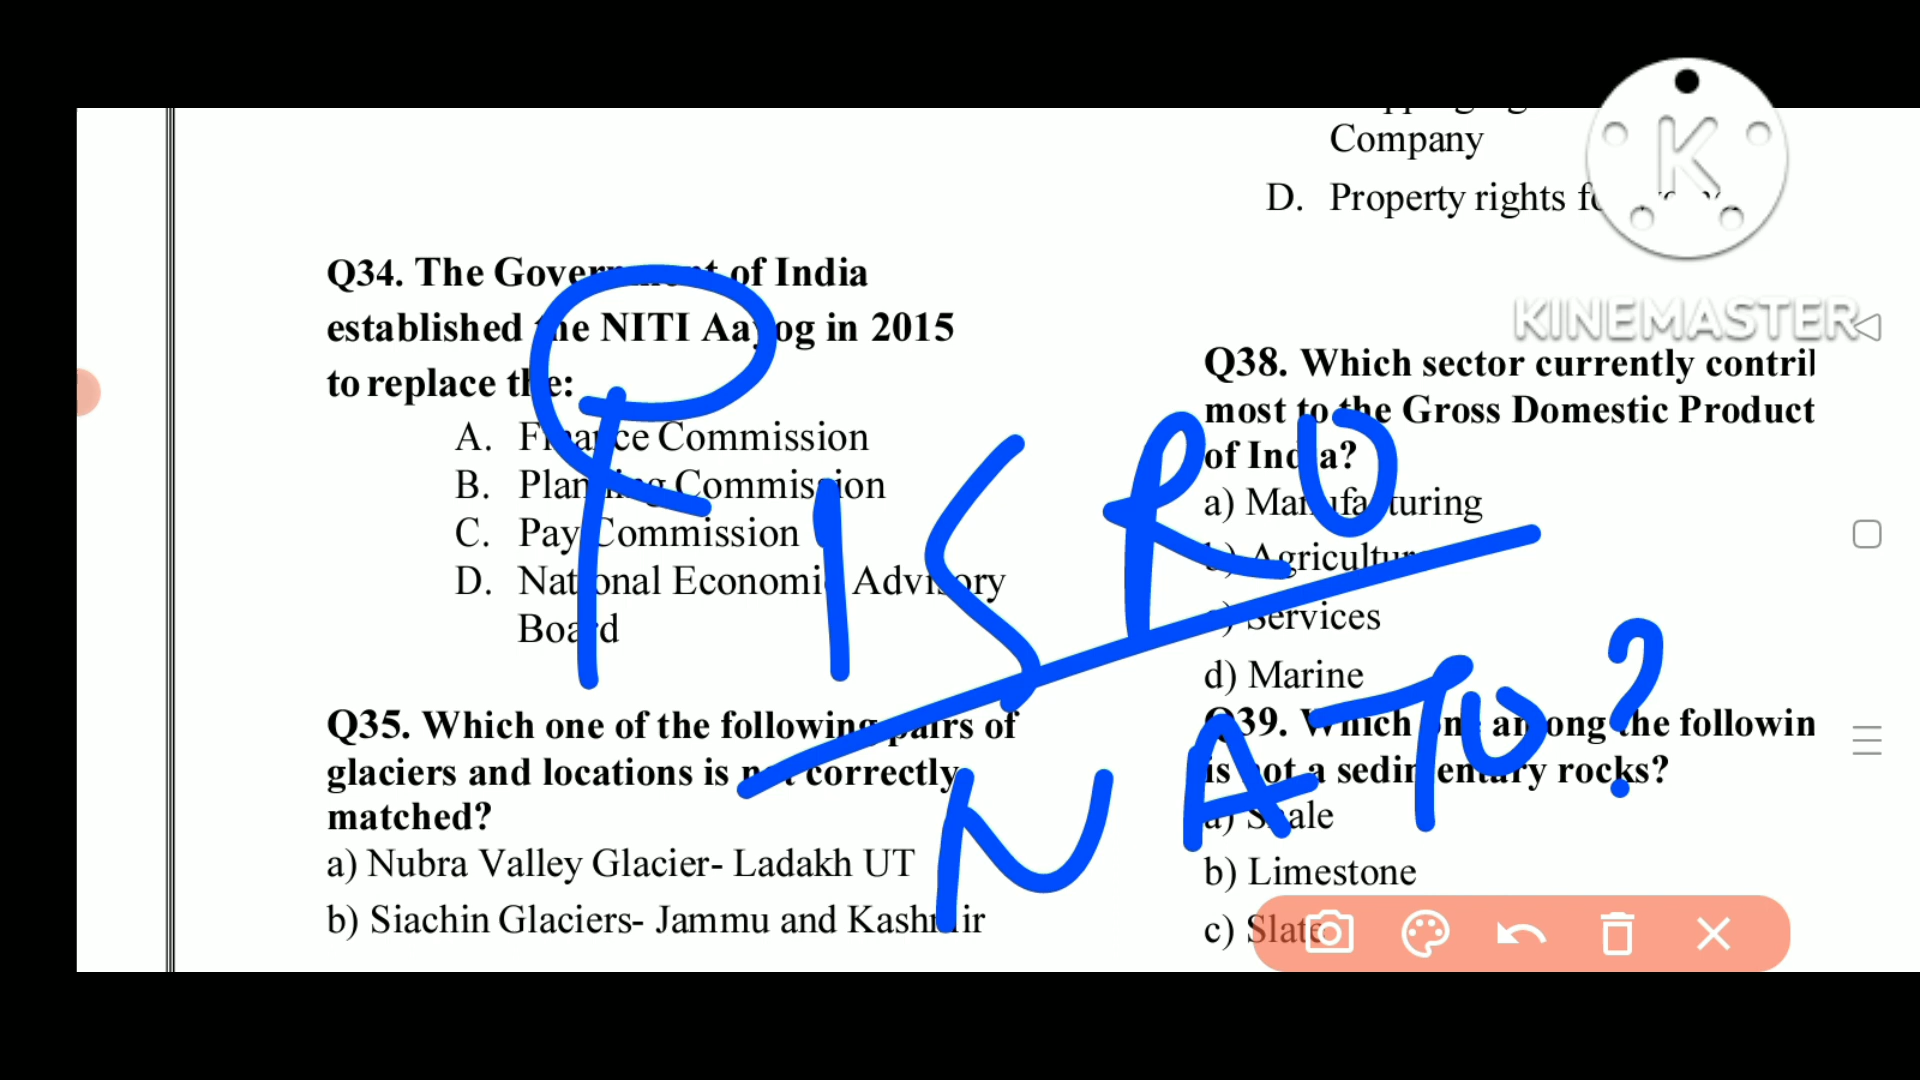 Company
D. Property rights
KINEMASTER
Q34. The Government of India
established the NITI Aayog in 2015
to replace the:
A. Finance Commission
B. Planning Commission
C. Pay Commission
D. National Economic Advisory
Board
Q35. Which one of the following pairs of
glaciers and locations is not correctly
matched?
a) Nubra Valley Glacier- Ladakh UT
b) Siachin Glaciers- Jammu and Kashmir
Q38. Which sector currently
most to the Gross Domestic Product
of India?
a) Manufacturing
b) Agriculture
c) Services
d) Marine
Q39. Which one among the followin
is not a sedimentary rocks?
a) Shale
b) Limestone
c) Slate
ISRO
NATO?